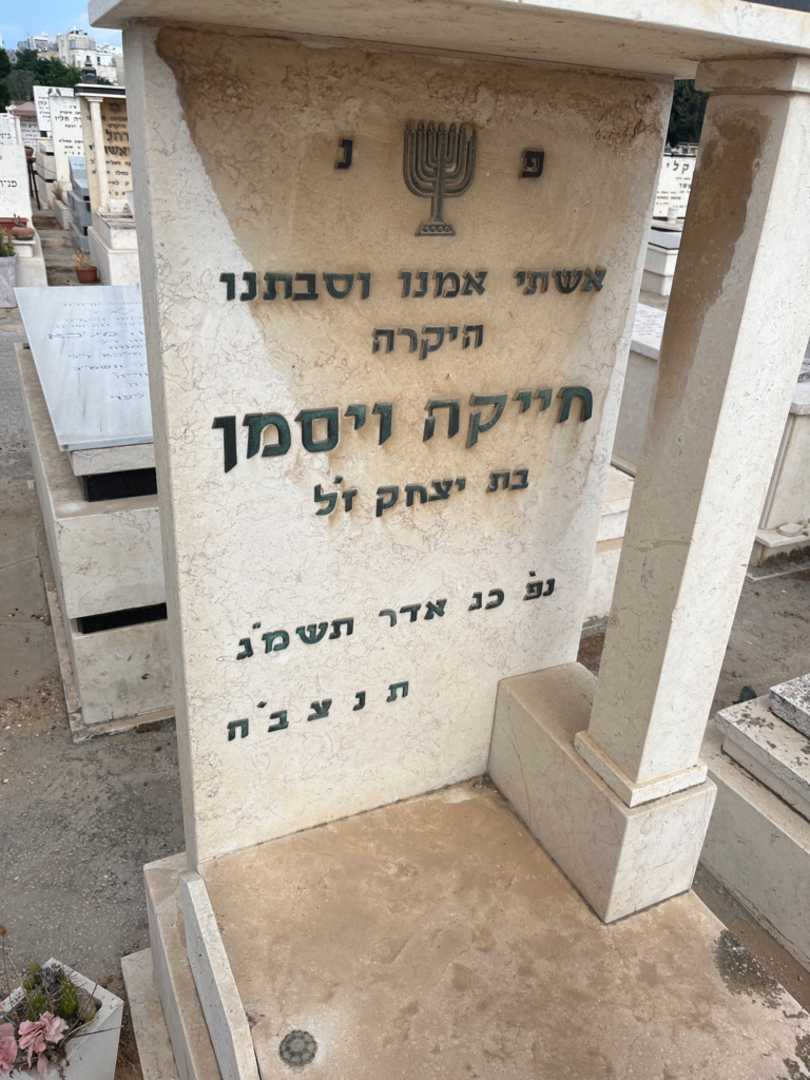 פ נ
אשתי אמנו וסבתנו
היקרה
חייקה ויסמן
בת יצחק ז"ל
נפ' כג אדר תשמ"ג
ת נ צ ב " ה